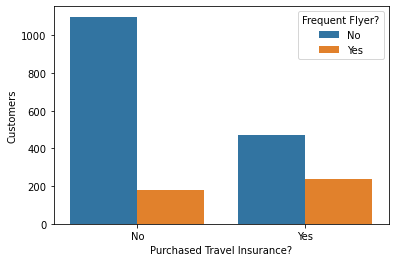 Frequent Flyer?
No
Yes
1000
800
600
400
200
0
Customers
No Yes
Purchased Travel Insurance?